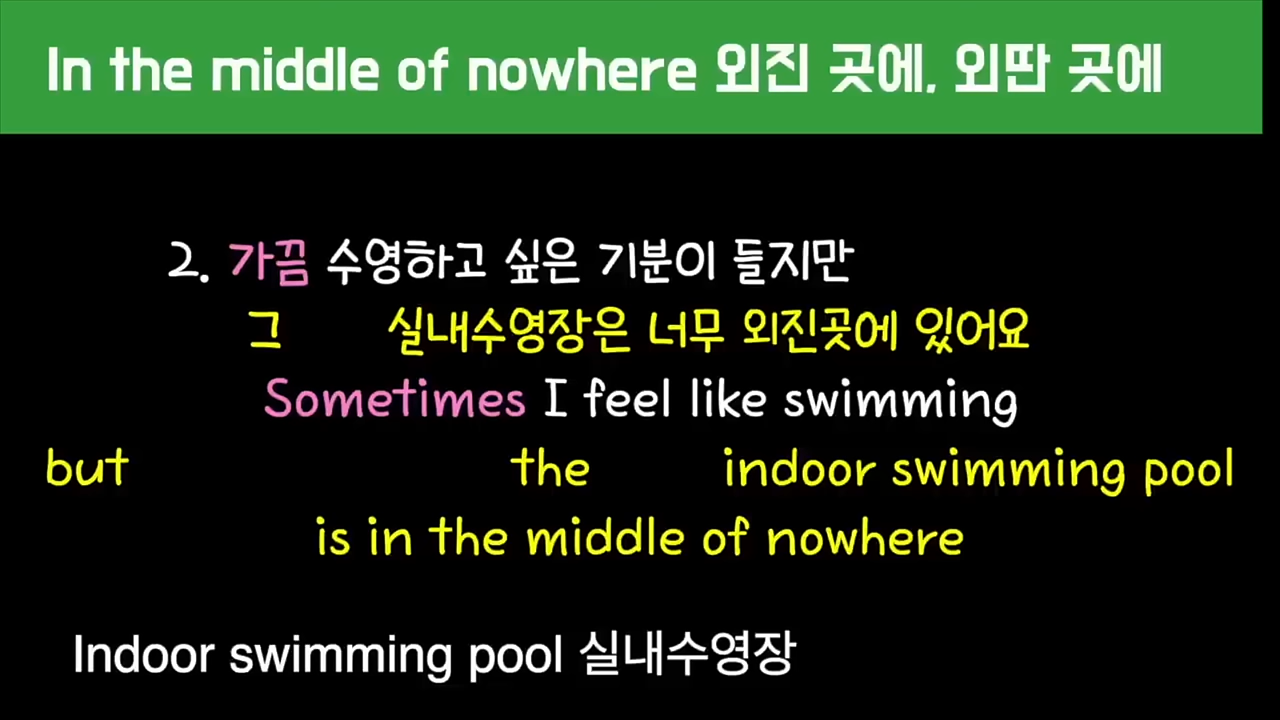 In the middle of nowhere 외진 곳에, 외딴 곳에
2. 가끔 수영하고 싶은 기분이 들지만
그 실내수영장은 너무 외진곳에 있어요
Sometimes I feel like swimming
but the indoor swimming pool
is in the middle of nowhere
Indoor swimming pool 실내수영장